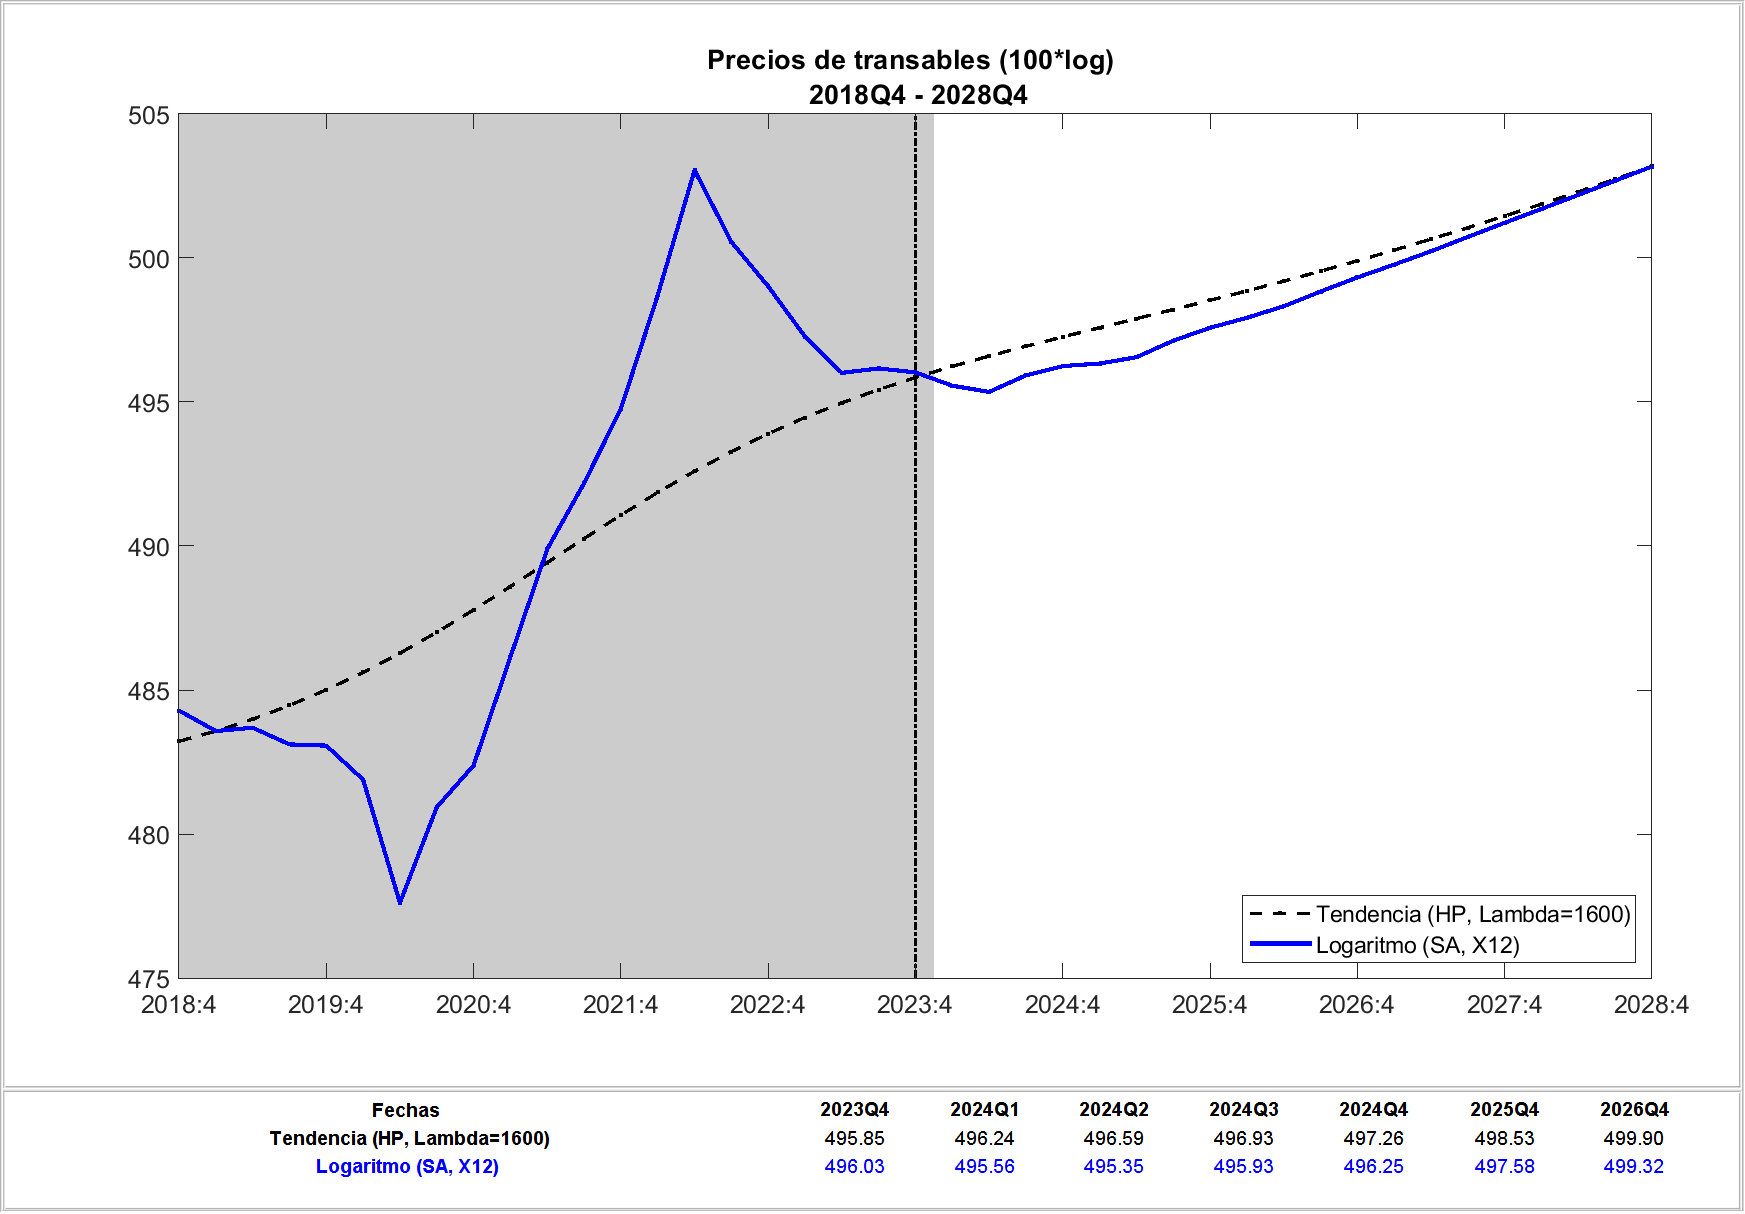 Precios de transables (100*log)
2018Q4 - 2028Q4
505
500
495
490
485
480
475
2018:4 2019:4 2020:4 2021:4 2022:4 2023:4 2024:4 2025:4 2026:4 2027:4 2028:4
Tendencia (HP, Lambda=1600)
Logaritmo (SA, X12)
Fechas 2023Q4 2024Q1 2024Q2 2024Q3 2024Q4 2025Q4 2026Q4
Tendencia (HP, Lambda=1600) 495.85 496.24 496.59 496.93 497.26 498.53 499.90
Logaritmo (SA, X12) 496.03 495.56 495.35 495.93 496.25 497.58 499.32